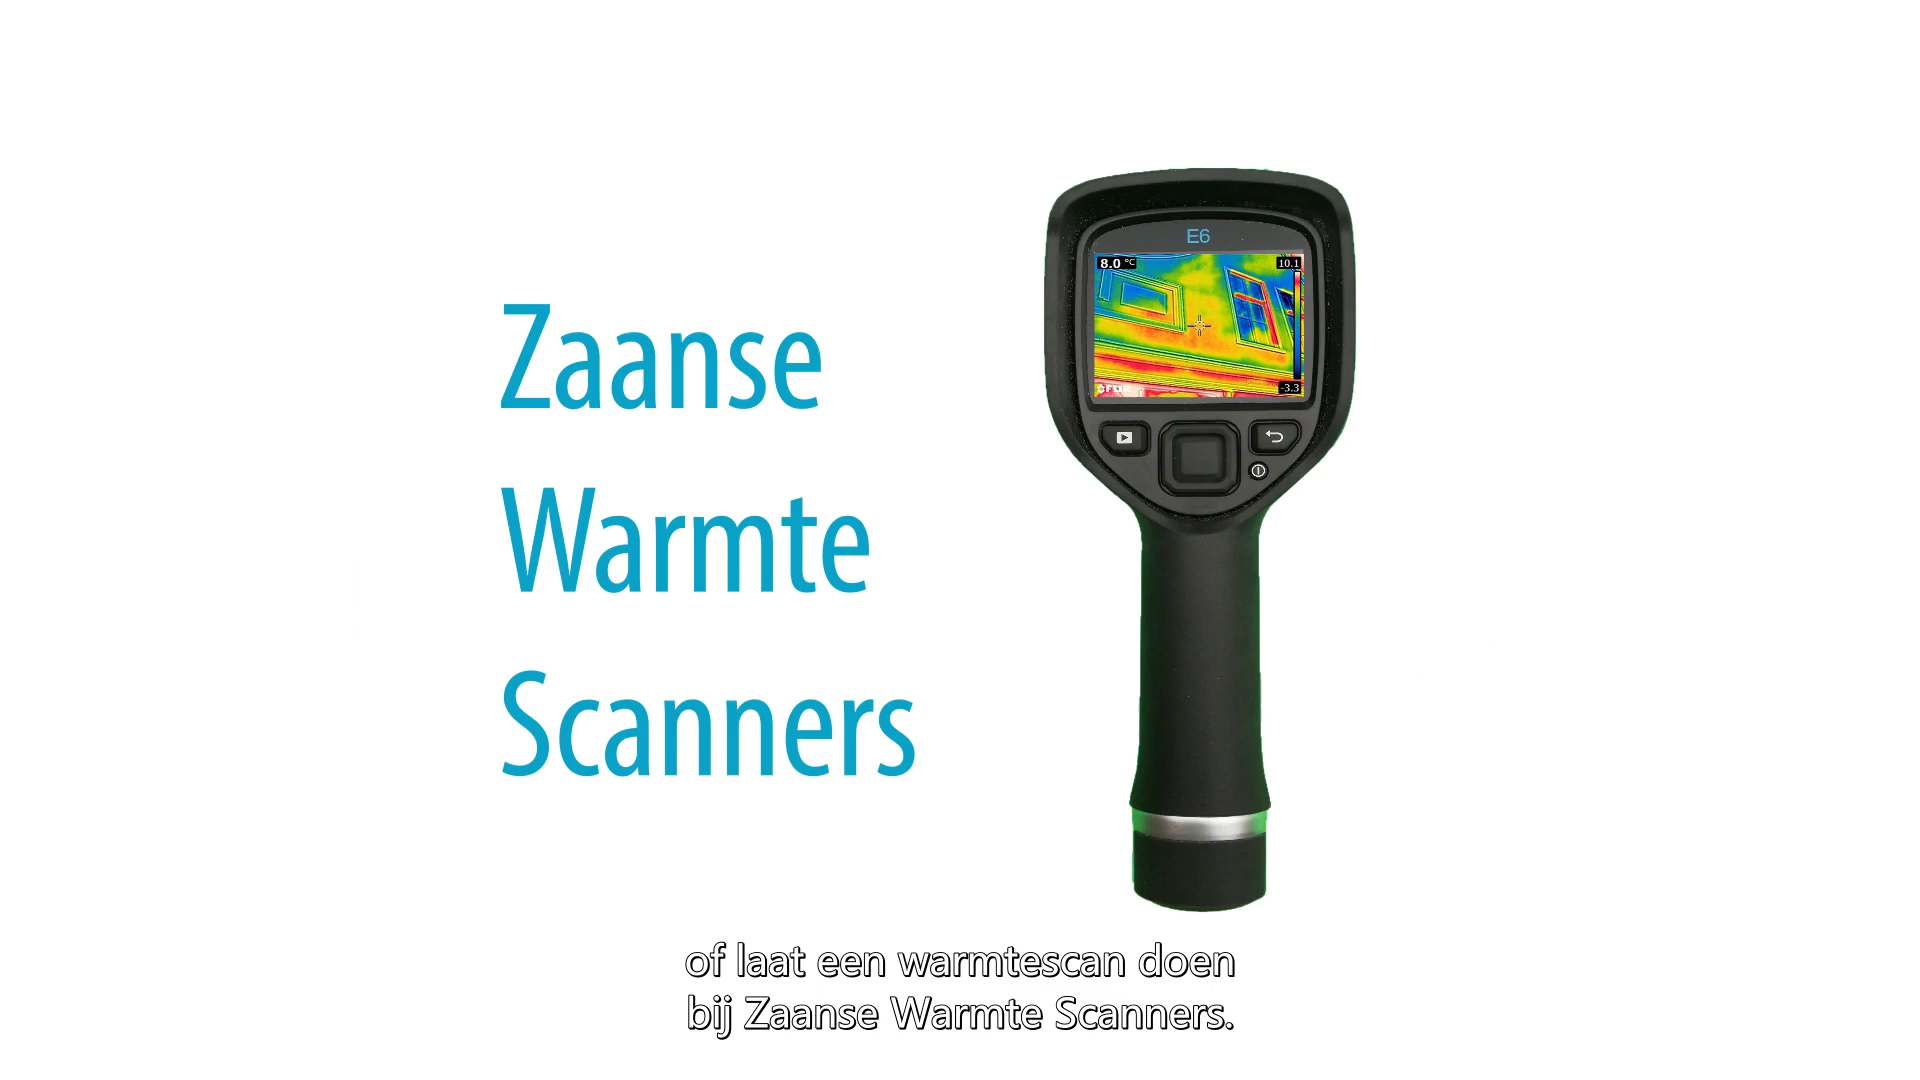 Zaanse
Warmte
Scanners
E6
8.0 °C
10.1
-3.3
FLIR
of laat een warmtescan doen
bij Zaanse Warmte Scanners.